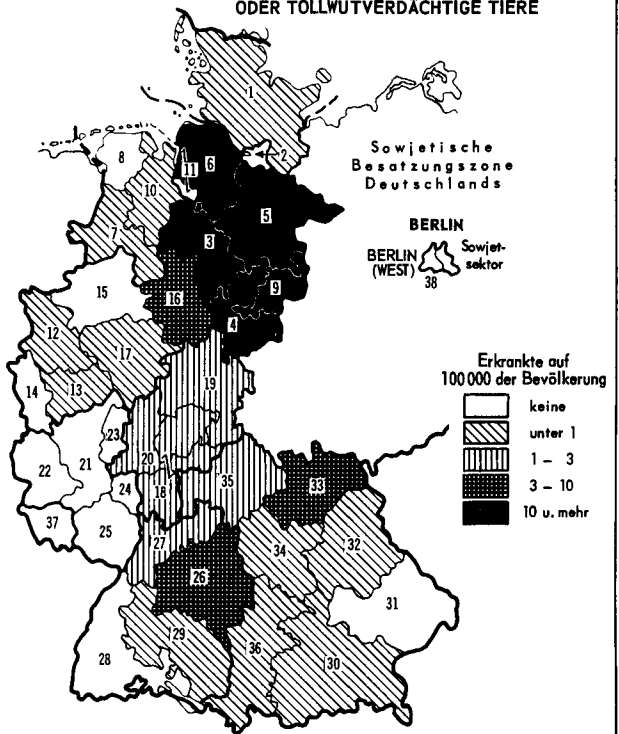 ODER TOLLWUTVERDÄCHTIGE TIERE
1
8
6
2
11
Sowjetische
Besatzungszone
Deutschlands
10
5
BERLIN
7
3
BERLIN
(WEST)
Sowjet-
sektor
38
15
16
9
12
4
17
Erkrankte auf
100 000 der Bevölkerung
14
13
19
keine
23
unter 1
20
22
21
1 – 3
24
18
35
33
3 – 10
37
25
10 u. mehr
27
34
32
26
31
29
28
36
30